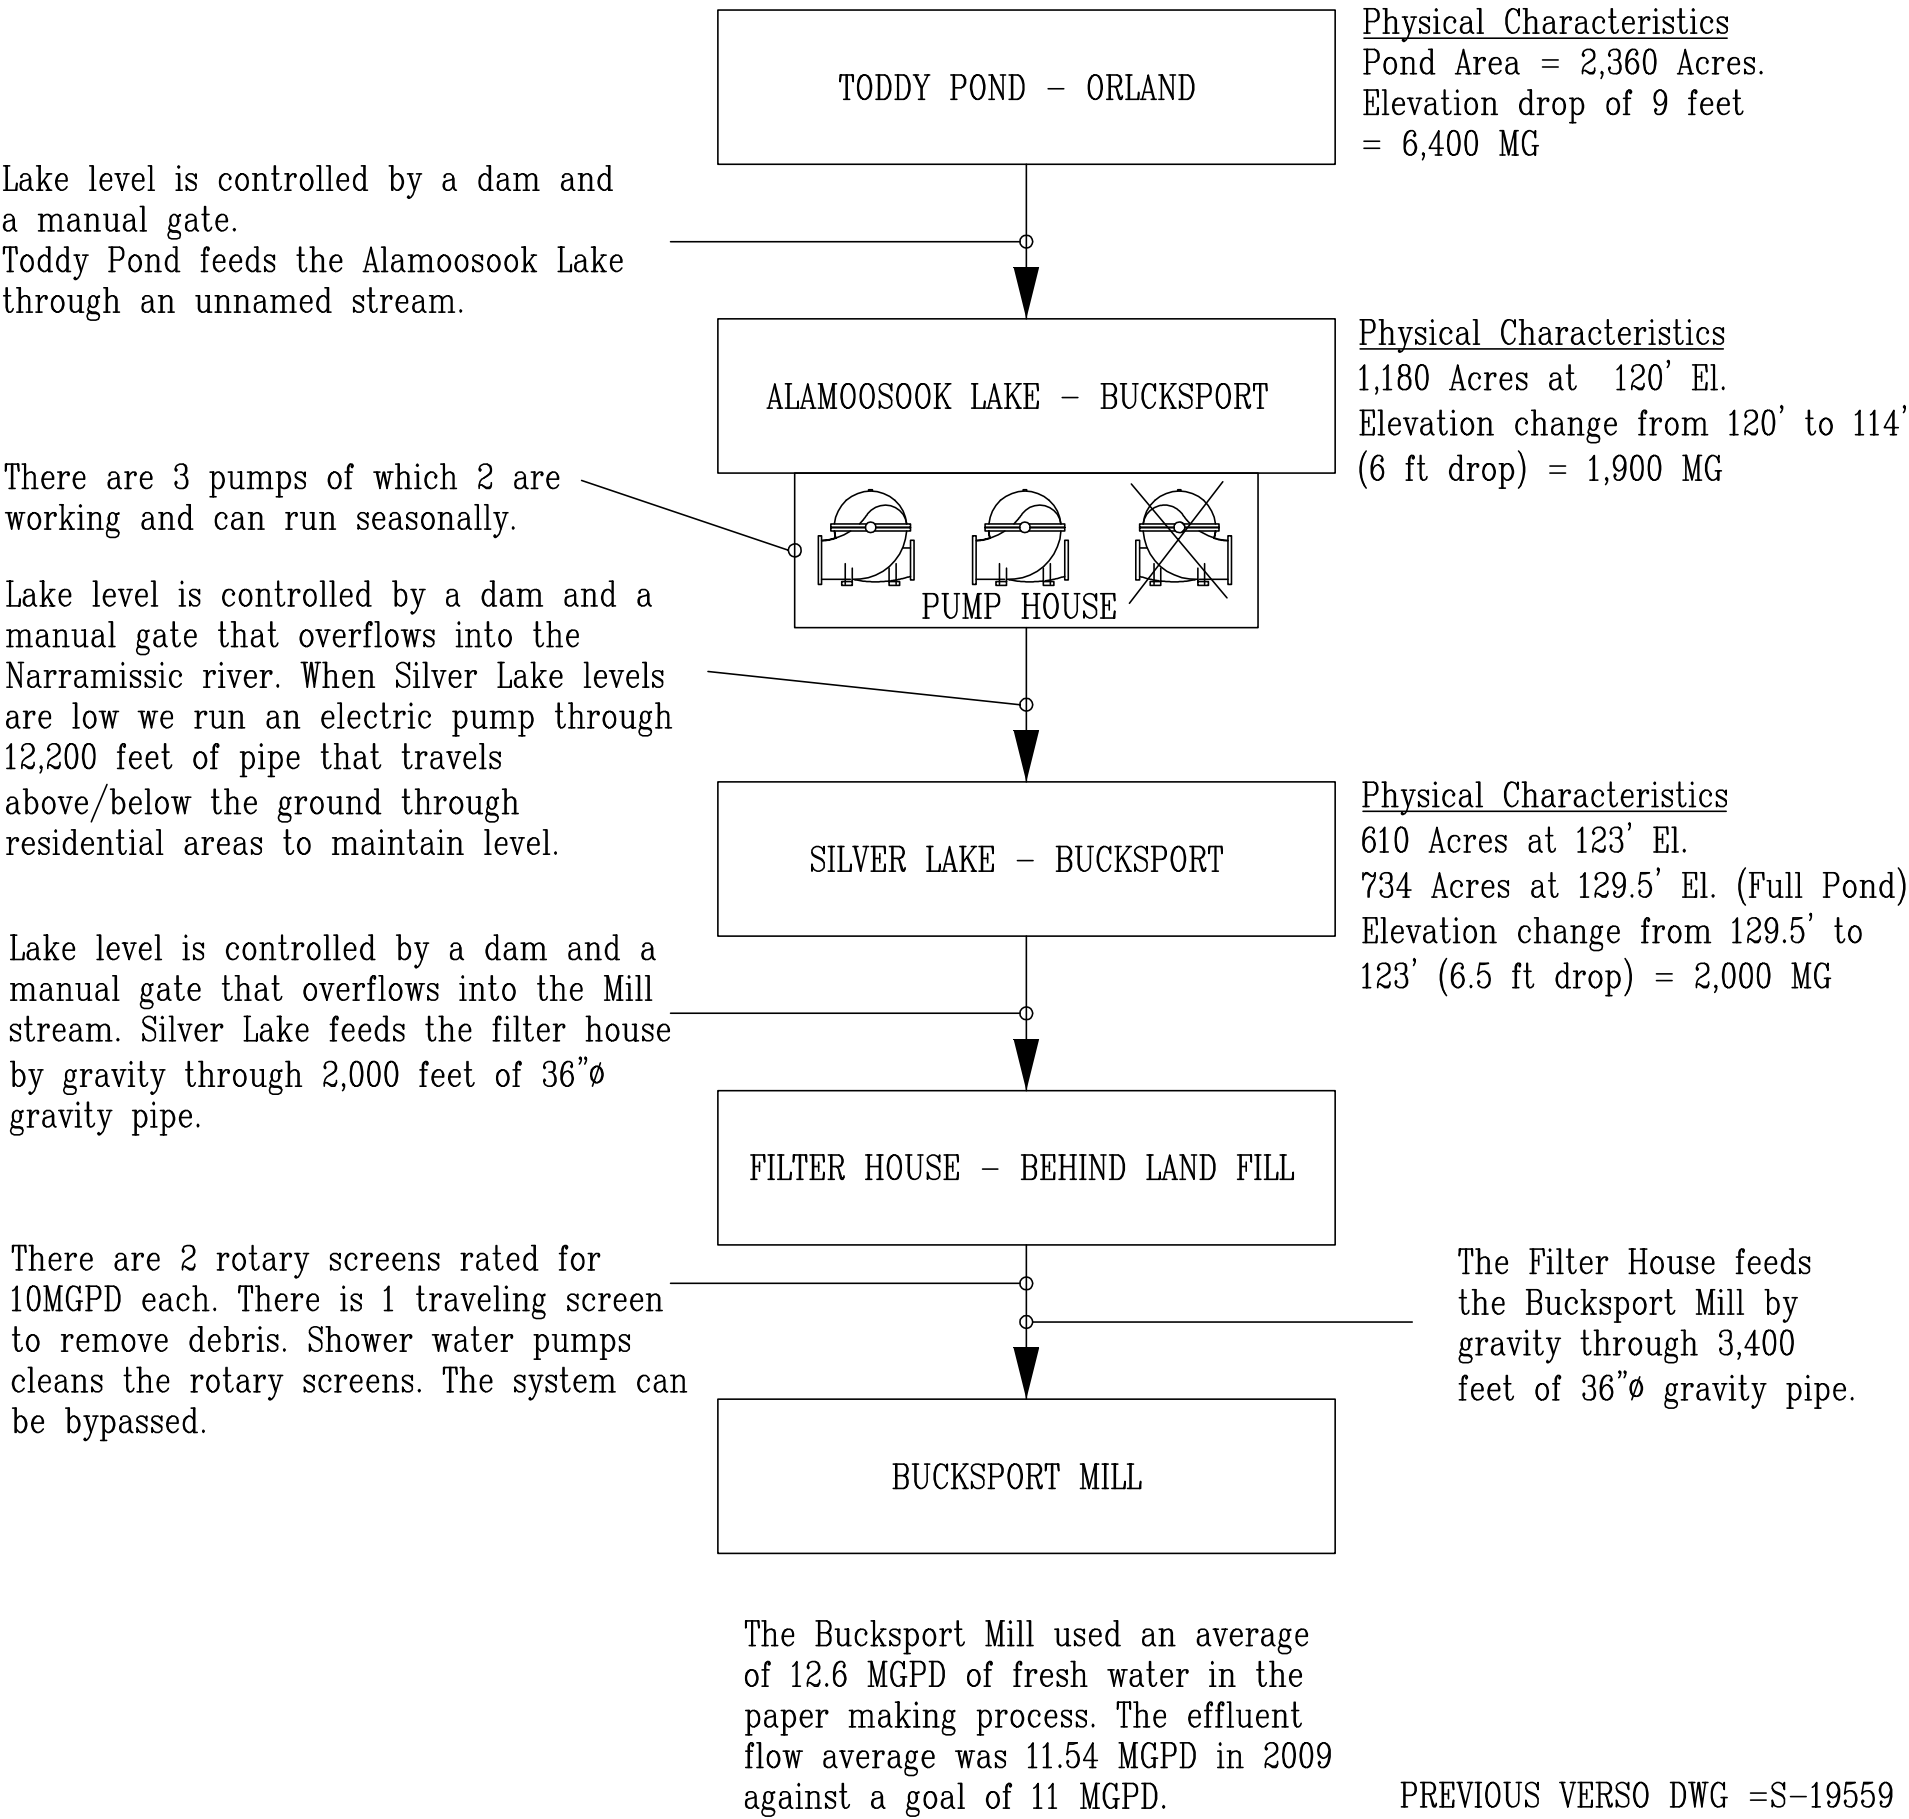 TODDY POND - ORLAND
Physical Characteristics
Pond Area = 2,360 Acres.
Elevation drop of 9 feet
= 6,400 MG
Lake level is controlled by a dam and
a manual gate.
Toddy Pond feeds the Alamoosook Lake
through an unnamed stream.
ALAMOOSOOK LAKE - BUCKSPORT
Physical Characteristics
1,180 Acres at 120' El.
Elevation change from 120' to 114'
(6 ft drop) = 1,900 MG
There are 3 pumps of which 2 are
working and can run seasonally.
PUMP HOUSE
Lake level is controlled by a dam and a
manual gate that overflows into the
Narramissic river. When Silver Lake levels
are low we run an electric pump through
12,200 feet of pipe that travels
above/below the ground through
residential areas to maintain level.
SILVER LAKE - BUCKSPORT
Physical Characteristics
610 Acres at 123' El.
734 Acres at 129.5' El. (Full Pond)
Elevation change from 129.5' to
123' (6.5 ft drop) = 2,000 MG
Lake level is controlled by a dam and a
manual gate that overflows into the Mill
stream. Silver Lake feeds the filter house
by gravity through 2,000 feet of 36"ø
gravity pipe.
FILTER HOUSE - BEHIND LAND FILL
There are 2 rotary screens rated for
10MGPD each. There is 1 traveling screen
to remove debris. Shower water pumps
cleans the rotary screens. The system can
be bypassed.
The Filter House feeds
the Bucksport Mill by
gravity through 3,400
feet of 36"ø gravity pipe.
BUCKSPORT MILL
The Bucksport Mill used an average
of 12.6 MGPD of fresh water in the
paper making process. The effluent
flow average was 11.54 MGPD in 2009
against a goal of 11 MGPD.
PREVIOUS VERSO DWG =S-19559